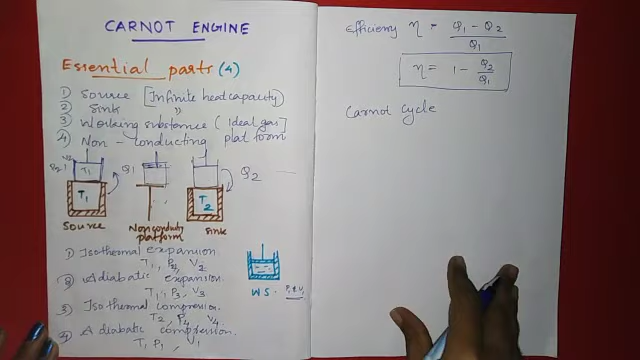 CARNOT ENGINE
Essential parts (4)
① Source [Infinite heat capacity)
② Sink "
③ Working substance ( Ideal gas]
④ Non-conducting platform
T1
Q1
T1
T2
Q2
Source
Nonconducting platform
Sink
① Isothermal expansion
T1, P2, V2
② Adiabatic expansion
P3, V3
③ Isothermal compression
T2, P4, V4
④ Adiabatic compression.
T1 P1, V1
W S.
Efficiency η = Q1 - Q2 / Q1
η = 1 - Q2/Q1
Carnot cycle